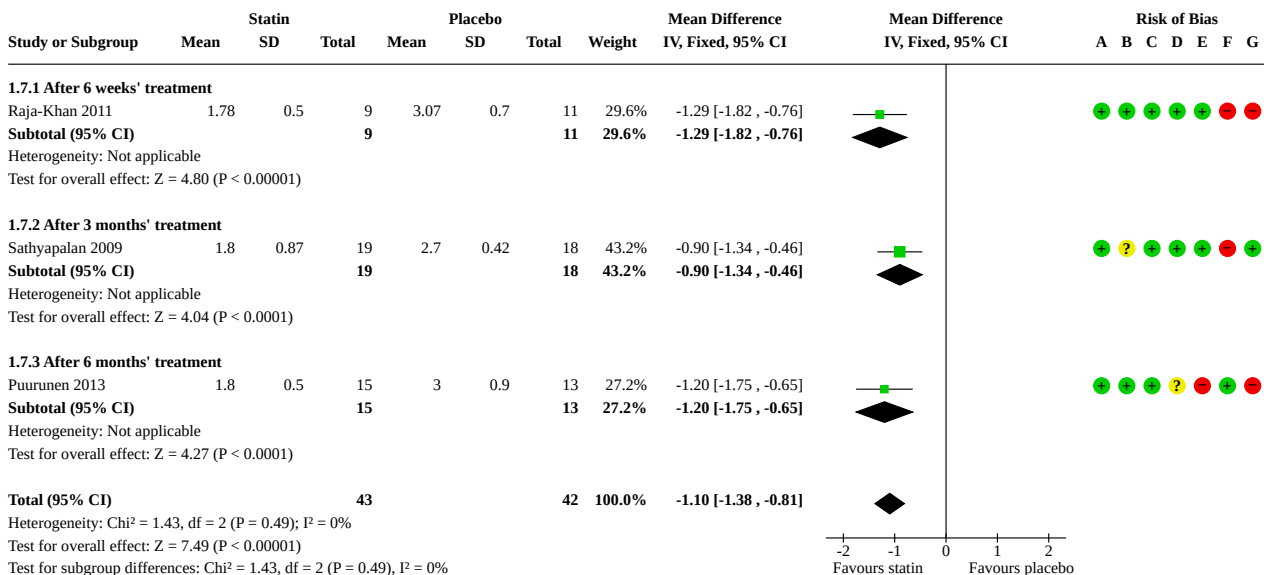 Statin Placebo Mean Difference Mean Difference Risk of Bias
Study or Subgroup Mean SD Total Mean SD Total Weight IV, Fixed, 95% CI IV, Fixed, 95% CI A B C D E F G
1.7.1 After 6 weeks' treatment
Raja-Khan 2011 1.78 0.5 9 3.07 0.7 11 29.6% -1.29 [-1.82 , -0.76] + + + + + − −
Subtotal (95% CI) 9 11 29.6% -1.29 [-1.82 , -0.76]
Heterogeneity: Not applicable
Test for overall effect: Z = 4.80 (P < 0.00001)
1.7.2 After 3 months' treatment
Sathyapalan 2009 1.8 0.87 19 2.7 0.42 18 43.2% -0.90 [-1.34 , -0.46] + ? + + + − +
Subtotal (95% CI) 19 18 43.2% -0.90 [-1.34 , -0.46]
Heterogeneity: Not applicable
Test for overall effect: Z = 4.04 (P < 0.0001)
1.7.3 After 6 months' treatment
Puurunen 2013 1.8 0.5 15 3 0.9 13 27.2% -1.20 [-1.75 , -0.65] + + + ? − + −
Subtotal (95% CI) 15 13 27.2% -1.20 [-1.75 , -0.65]
Heterogeneity: Not applicable
Test for overall effect: Z = 4.27 (P < 0.0001)
Total (95% CI) 43 42 100.0% -1.10 [-1.38 , -0.81]
Heterogeneity: Chi² = 1.43, df = 2 (P = 0.49); I² = 0%
Test for overall effect: Z = 7.49 (P < 0.00001)
-2 -1 0 1 2
Test for subgroup differences: Chi² = 1.43, df = 2 (P = 0.49), I² = 0% Favours statin Favours placebo